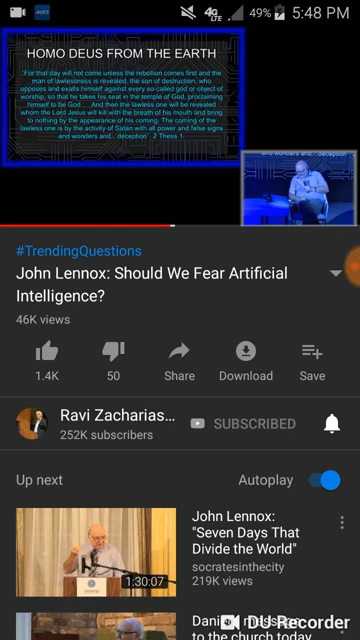 4G
LTE
49%
5:48 PM
HOMO DEUS FROM THE EARTH
"For that day will not come unless the rebellion comes first and the
man of lawlessness is revealed, the son of destruction, who
opposes and exalts himself against every so-called god or object of
worship, so that he takes his seat in the temple of God, proclaiming
himself to be God.... And then the lawless one will be revealed
whom the Lord Jesus will kill with the breath of his mouth and bring
to nothing by the appearance of his coming. The coming of the
lawless one is by the activity of Satan with all power and false signs
and wonders and... deception" 2 Thess 1.
and wonders and... deception"
#TrendingQuestions
John Lennox: Should We Fear Artificial
Intelligence?
46K views
1.4K
50
Share
Download
Save
Ravi Zacharias...
SUBSCRIBED
252K subscribers
Up next
Autoplay
John Lennox:
"Seven Days That
Divide the World"
socratesinthecity
219K views
1:30:07
DU Recorder
to the church today